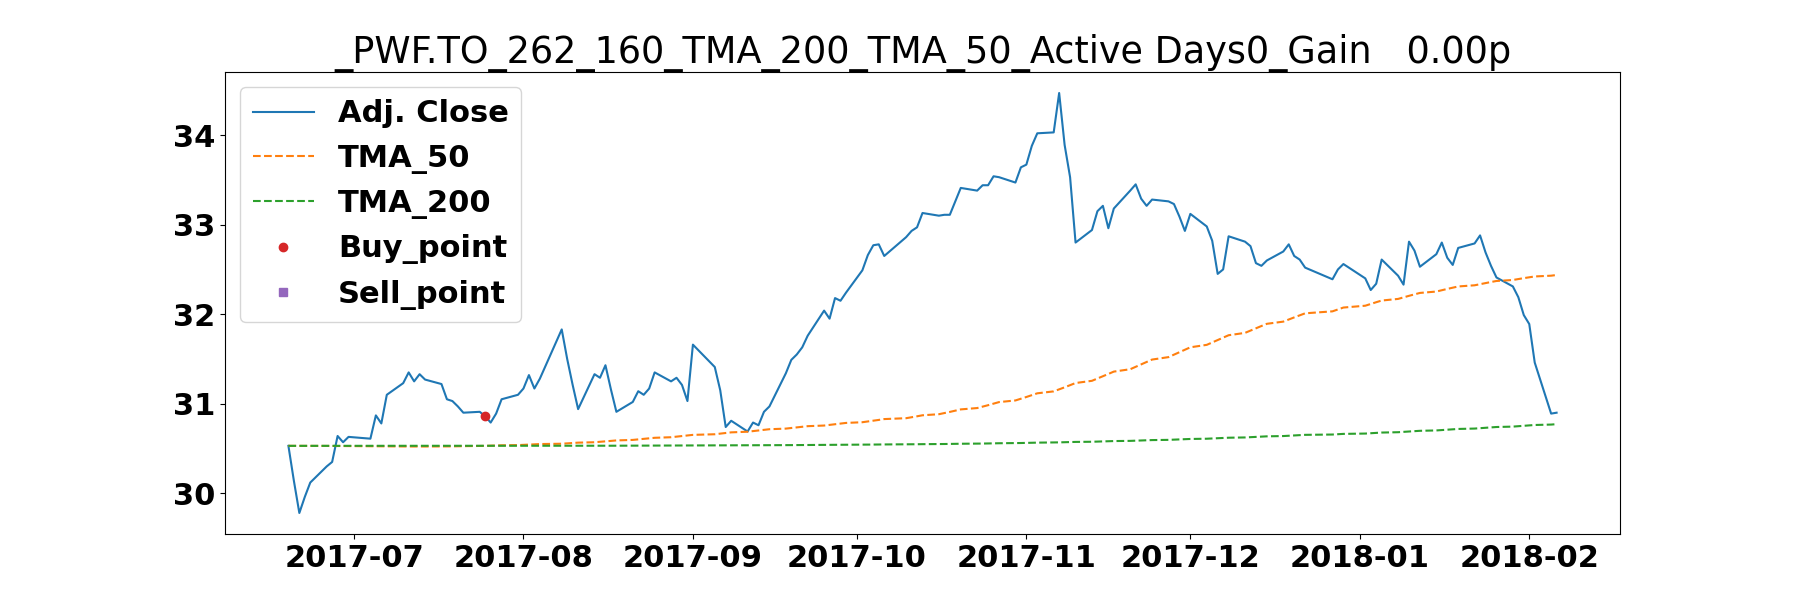 _PWF.TO_262_160_TMA_200_TMA_50_Active Days0_Gain   0.00p
Adj. Close
TMA_50
TMA_200
Buy_point
Sell_point
34
33
32
31
30
2017-07 2017-08 2017-09 2017-10 2017-11 2017-12 2018-01 2018-02